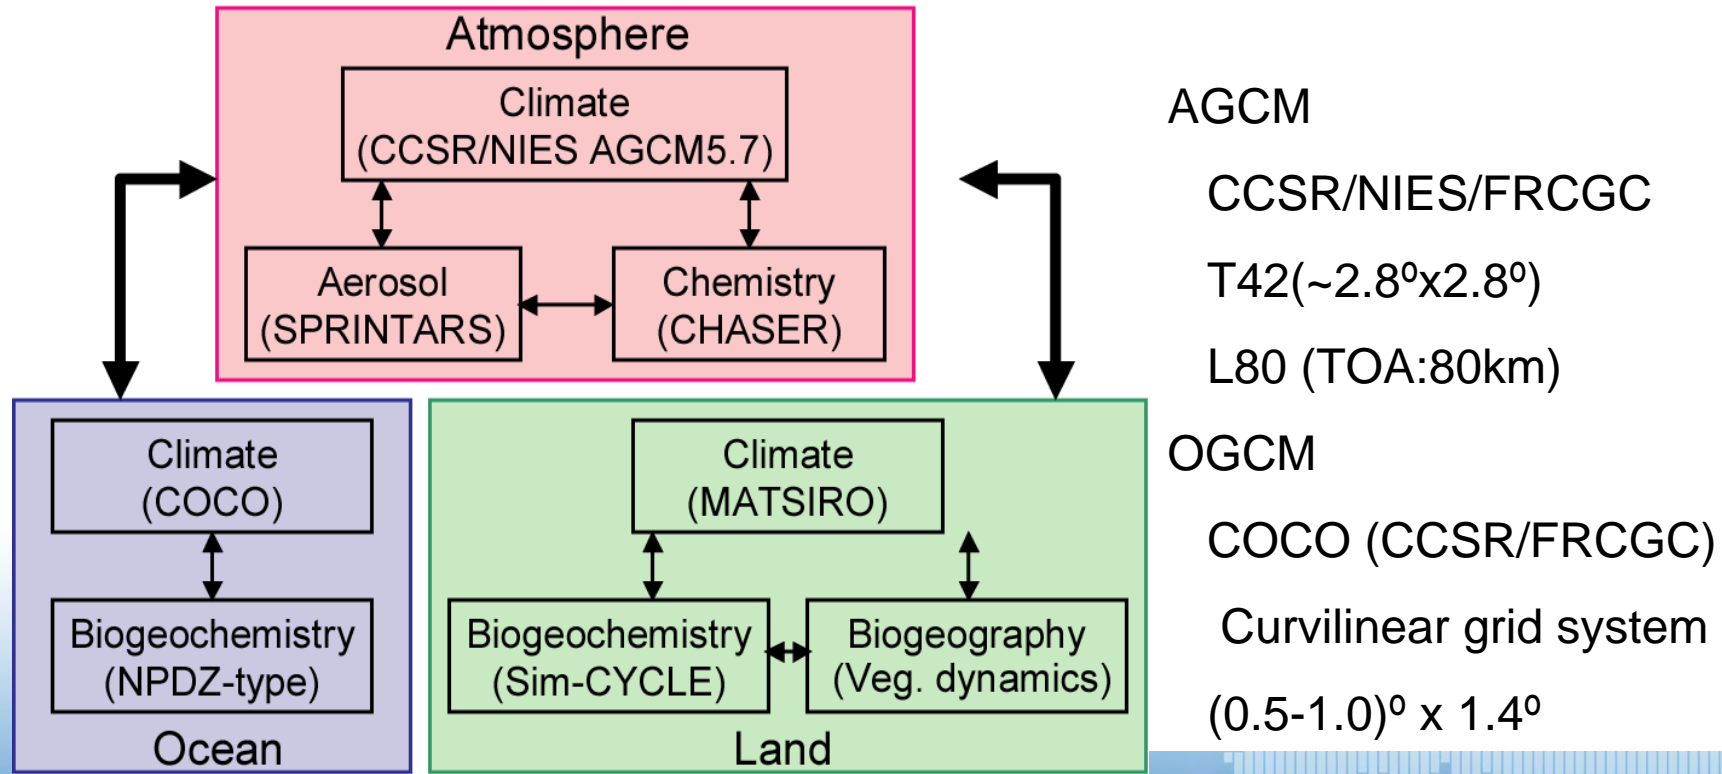 Atmosphere
Climate
(CCSR/NIES AGCM5.7)
Aerosol
(SPRINTARS)
Chemistry
(CHASER)
Climate
(COCO)
Biogeochemistry
(NPDZ-type)
Ocean
Climate
(MATSIRO)
Biogeochemistry
(Sim-CYCLE)
Biogeography
(Veg. dynamics)
Land
AGCM
CCSR/NIES/FRCGC
T42(~2.8ºx2.8º)
L80 (TOA:80km)
OGCM
COCO (CCSR/FRCGC)
Curvilinear grid system
(0.5-1.0)º x 1.4º